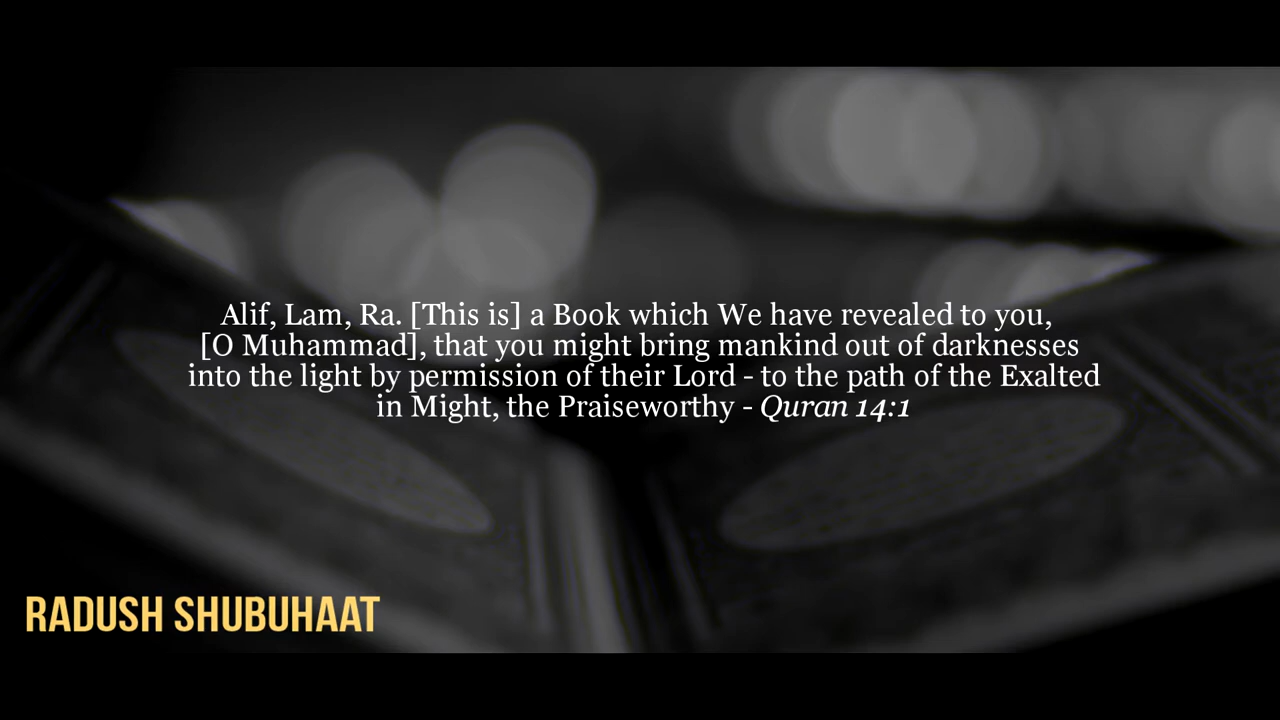 Alif, Lam, Ra. [This is] a Book which We have revealed to you,
[O Muhammad], that you might bring mankind out of darknesses
into the light by permission of their Lord - to the path of the Exalted
in Might, the Praiseworthy - Quran 14:1
RADUSH SHUBUHAAT